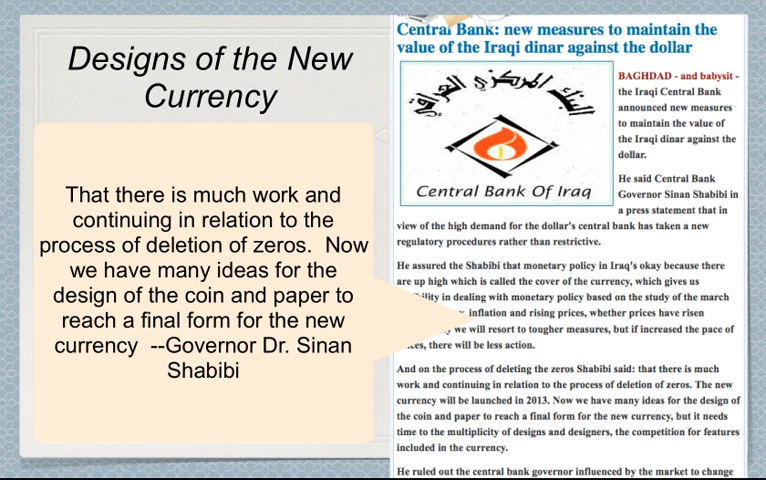 Designs of the New
Currency
That there is much work and
continuing in relation to the
process of deletion of zeros.  Now
we have many ideas for the
design of the coin and paper to
reach a final form for the new
currency  --Governor Dr. Sinan
Shabibi
Central Bank: new measures to maintain the
value of the Iraqi dinar against the dollar
البنك المركزي العراقي
Central Bank Of Iraq
BAGHDAD - and babysit -
the Iraqi Central Bank
announced new measures
to maintain the value of
the Iraqi dinar against the
dollar.
He said Central Bank
Governor Sinan Shabibi in
a press statement that in
view of the high demand for the dollar's central bank has taken a new
regulatory procedures rather than restrictive.
He assured the Shabibi that monetary policy in Iraq's okay because there
are up high which is called the cover of the currency, which gives us
in dealing with monetary policy based on the study of the march
inflation and rising prices, whether prices have risen
we will resort to tougher measures, but if increased the pace of
there will be less action.
And on the process of deleting the zeros Shabibi said: that there is much
work and continuing in relation to the process of deletion of zeros. The new
currency will be launched in 2013. Now we have many ideas for the design of
the coin and paper to reach a final form for the new currency, but it needs
time to the multiplicity of designs and designers, the competition for features
included in the currency.
He ruled out the central bank governor influenced by the market to change